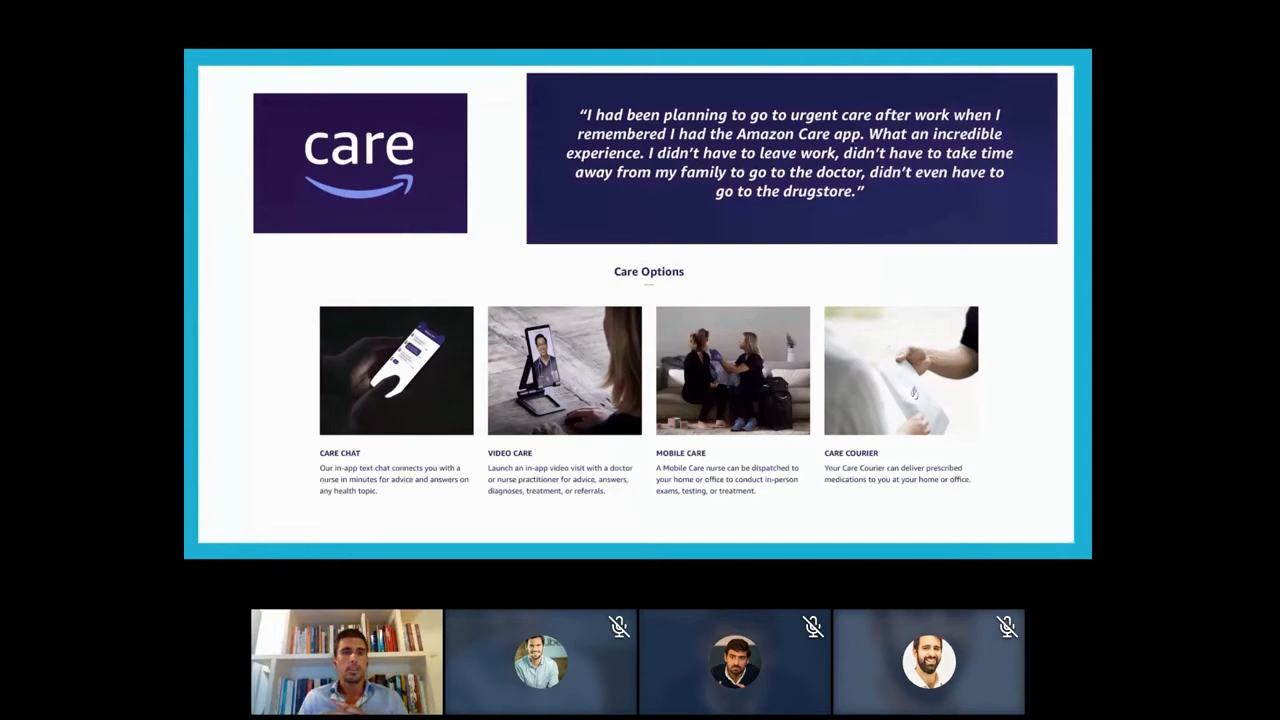 care
“I had been planning to go to urgent care after work when I
remembered I had the Amazon Care app. What an incredible
experience. I didn’t have to leave work, didn’t have to take time
away from my family to go to the doctor, didn’t even have to
go to the drugstore.”
Care Options
CARE CHAT
Our in-app text chat connects you with a
nurse in minutes for advice and answers on
any health topic.
VIDEO CARE
Launch an in-app video visit with a doctor
or nurse practitioner for advice, answers,
diagnoses, treatment, or referrals.
MOBILE CARE
A Mobile Care nurse can be dispatched to
your home or office to conduct in-person
exams, testing, or treatment.
CARE COURIER
Your Care Courier can deliver prescribed
medications to you at your home or office.